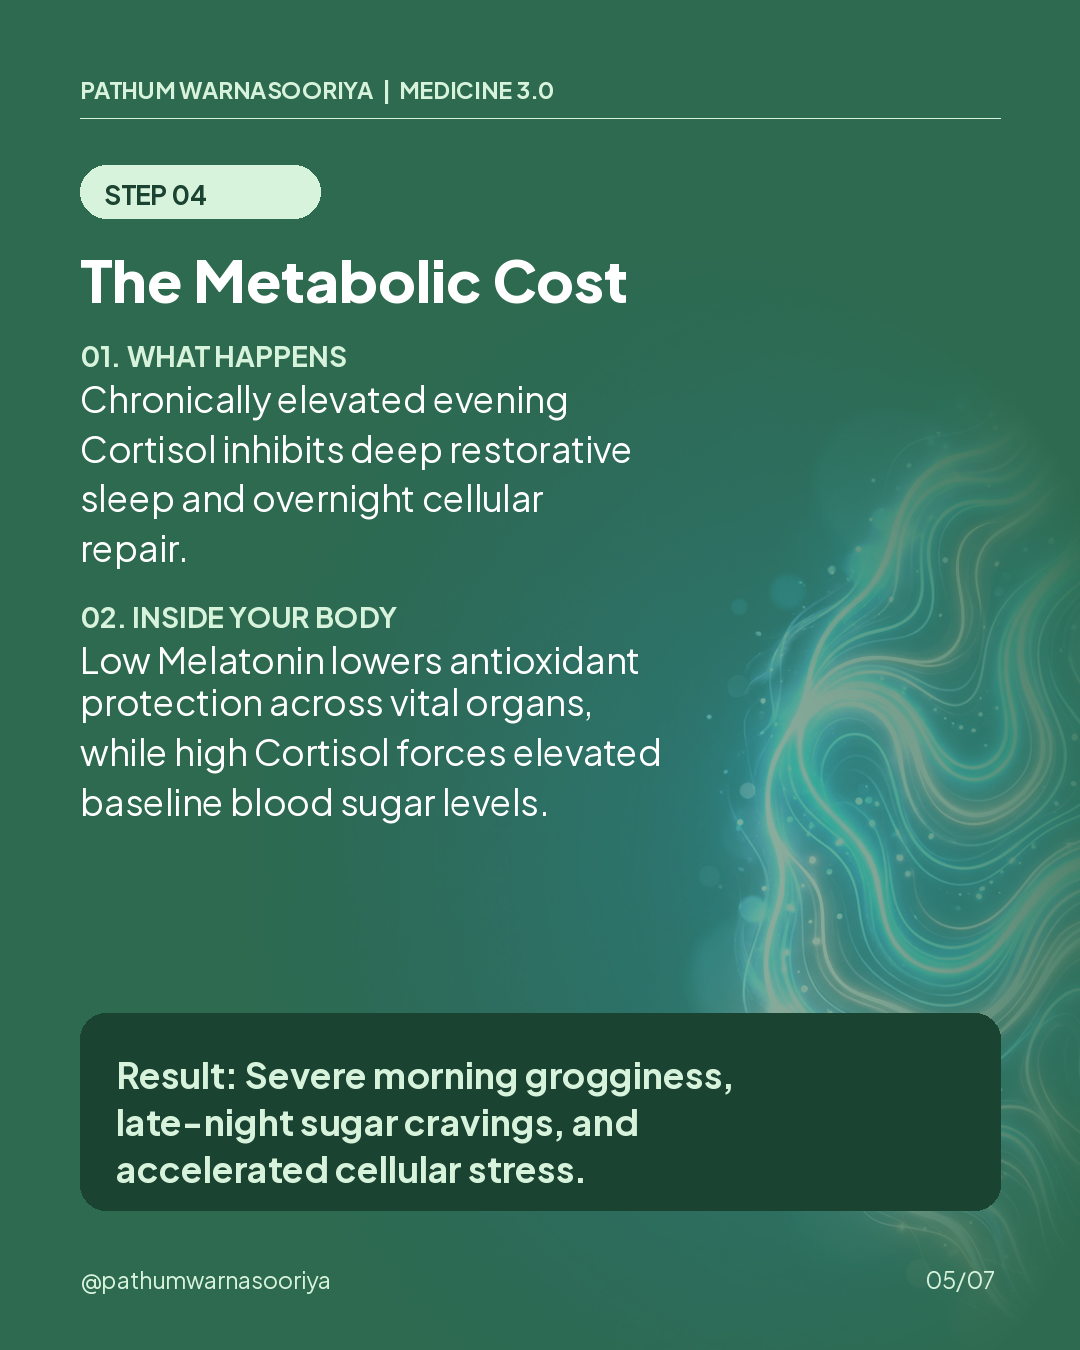 PATHUM WARNASOORIYA | MEDICINE 3.0
STEP 04
The Metabolic Cost
01. WHAT HAPPENS
Chronically elevated evening
Cortisol inhibits deep restorative
sleep and overnight cellular
repair.
02. INSIDE YOUR BODY
Low Melatonin lowers antioxidant
protection across vital organs,
while high Cortisol forces elevated
baseline blood sugar levels.
Result: Severe morning grogginess,
late-night sugar cravings, and
accelerated cellular stress.
@pathumwarnasooriya
05/07